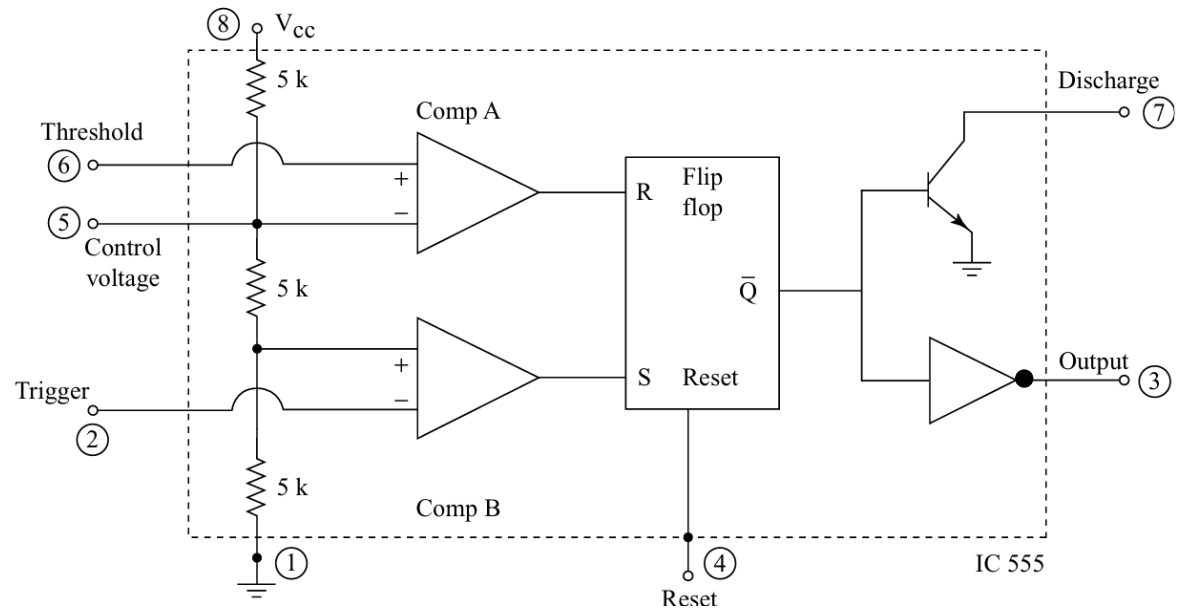 ⑧ V_CC
5 k
Comp A
Discharge
⑦
Threshold
⑥
+
−
R
Flip
flop
⑤
Control
voltage
5 k
Q̅
+
−
S
Reset
Output
③
Trigger
②
5 k
Comp B
①
④
Reset
IC 555